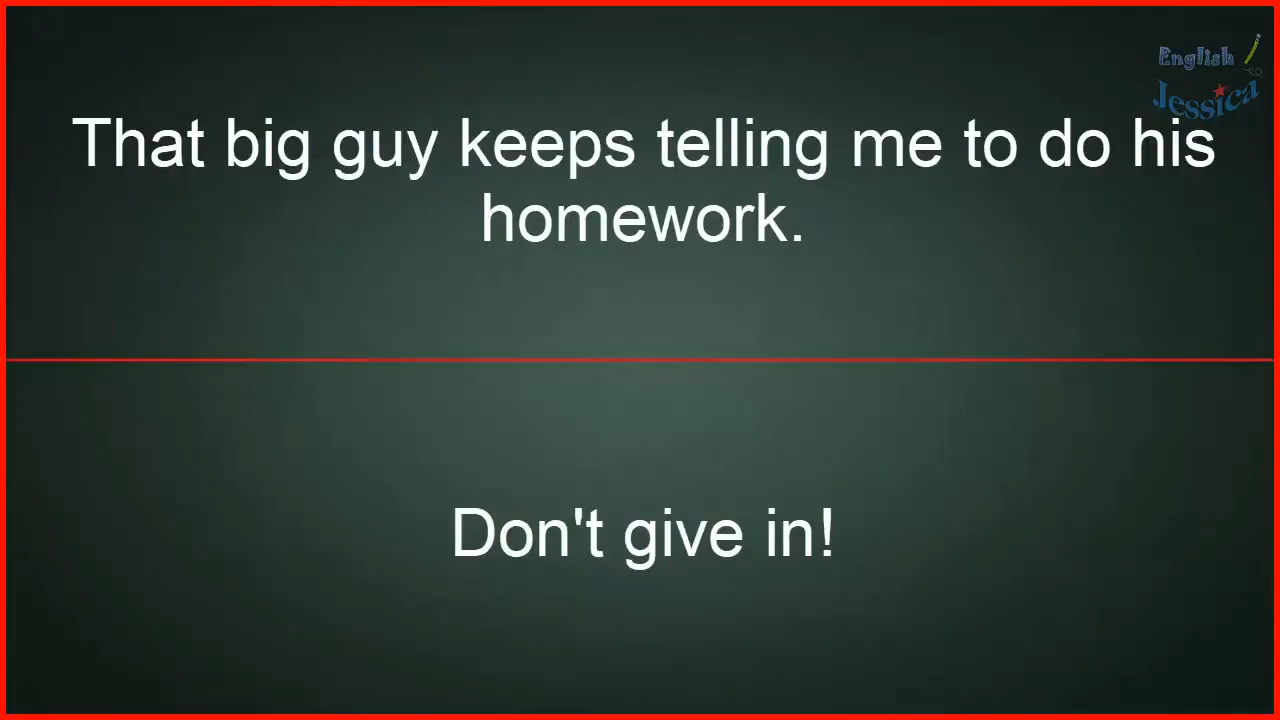 English
Jessica
That big guy keeps telling me to do his
homework.
Don't give in!